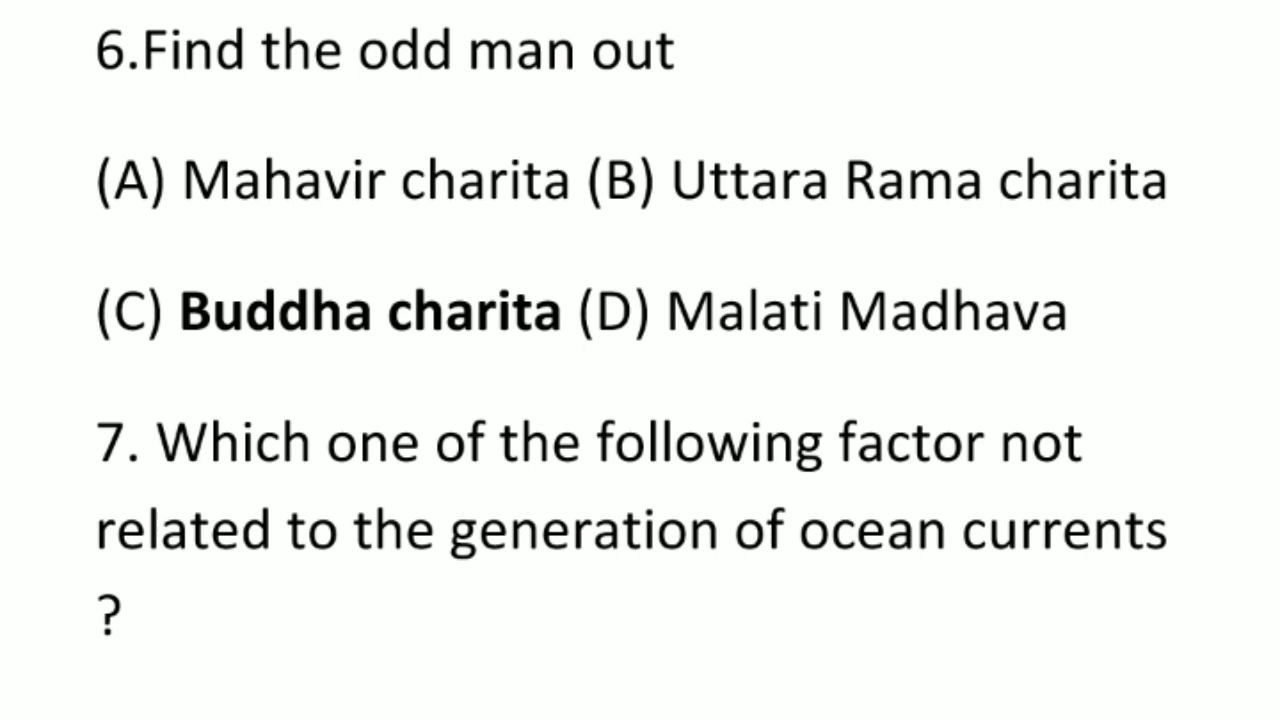 6.Find the odd man out
(A) Mahavir charita (B) Uttara Rama charita
(C) Buddha charita (D) Malati Madhava
7. Which one of the following factor not
related to the generation of ocean currents
?